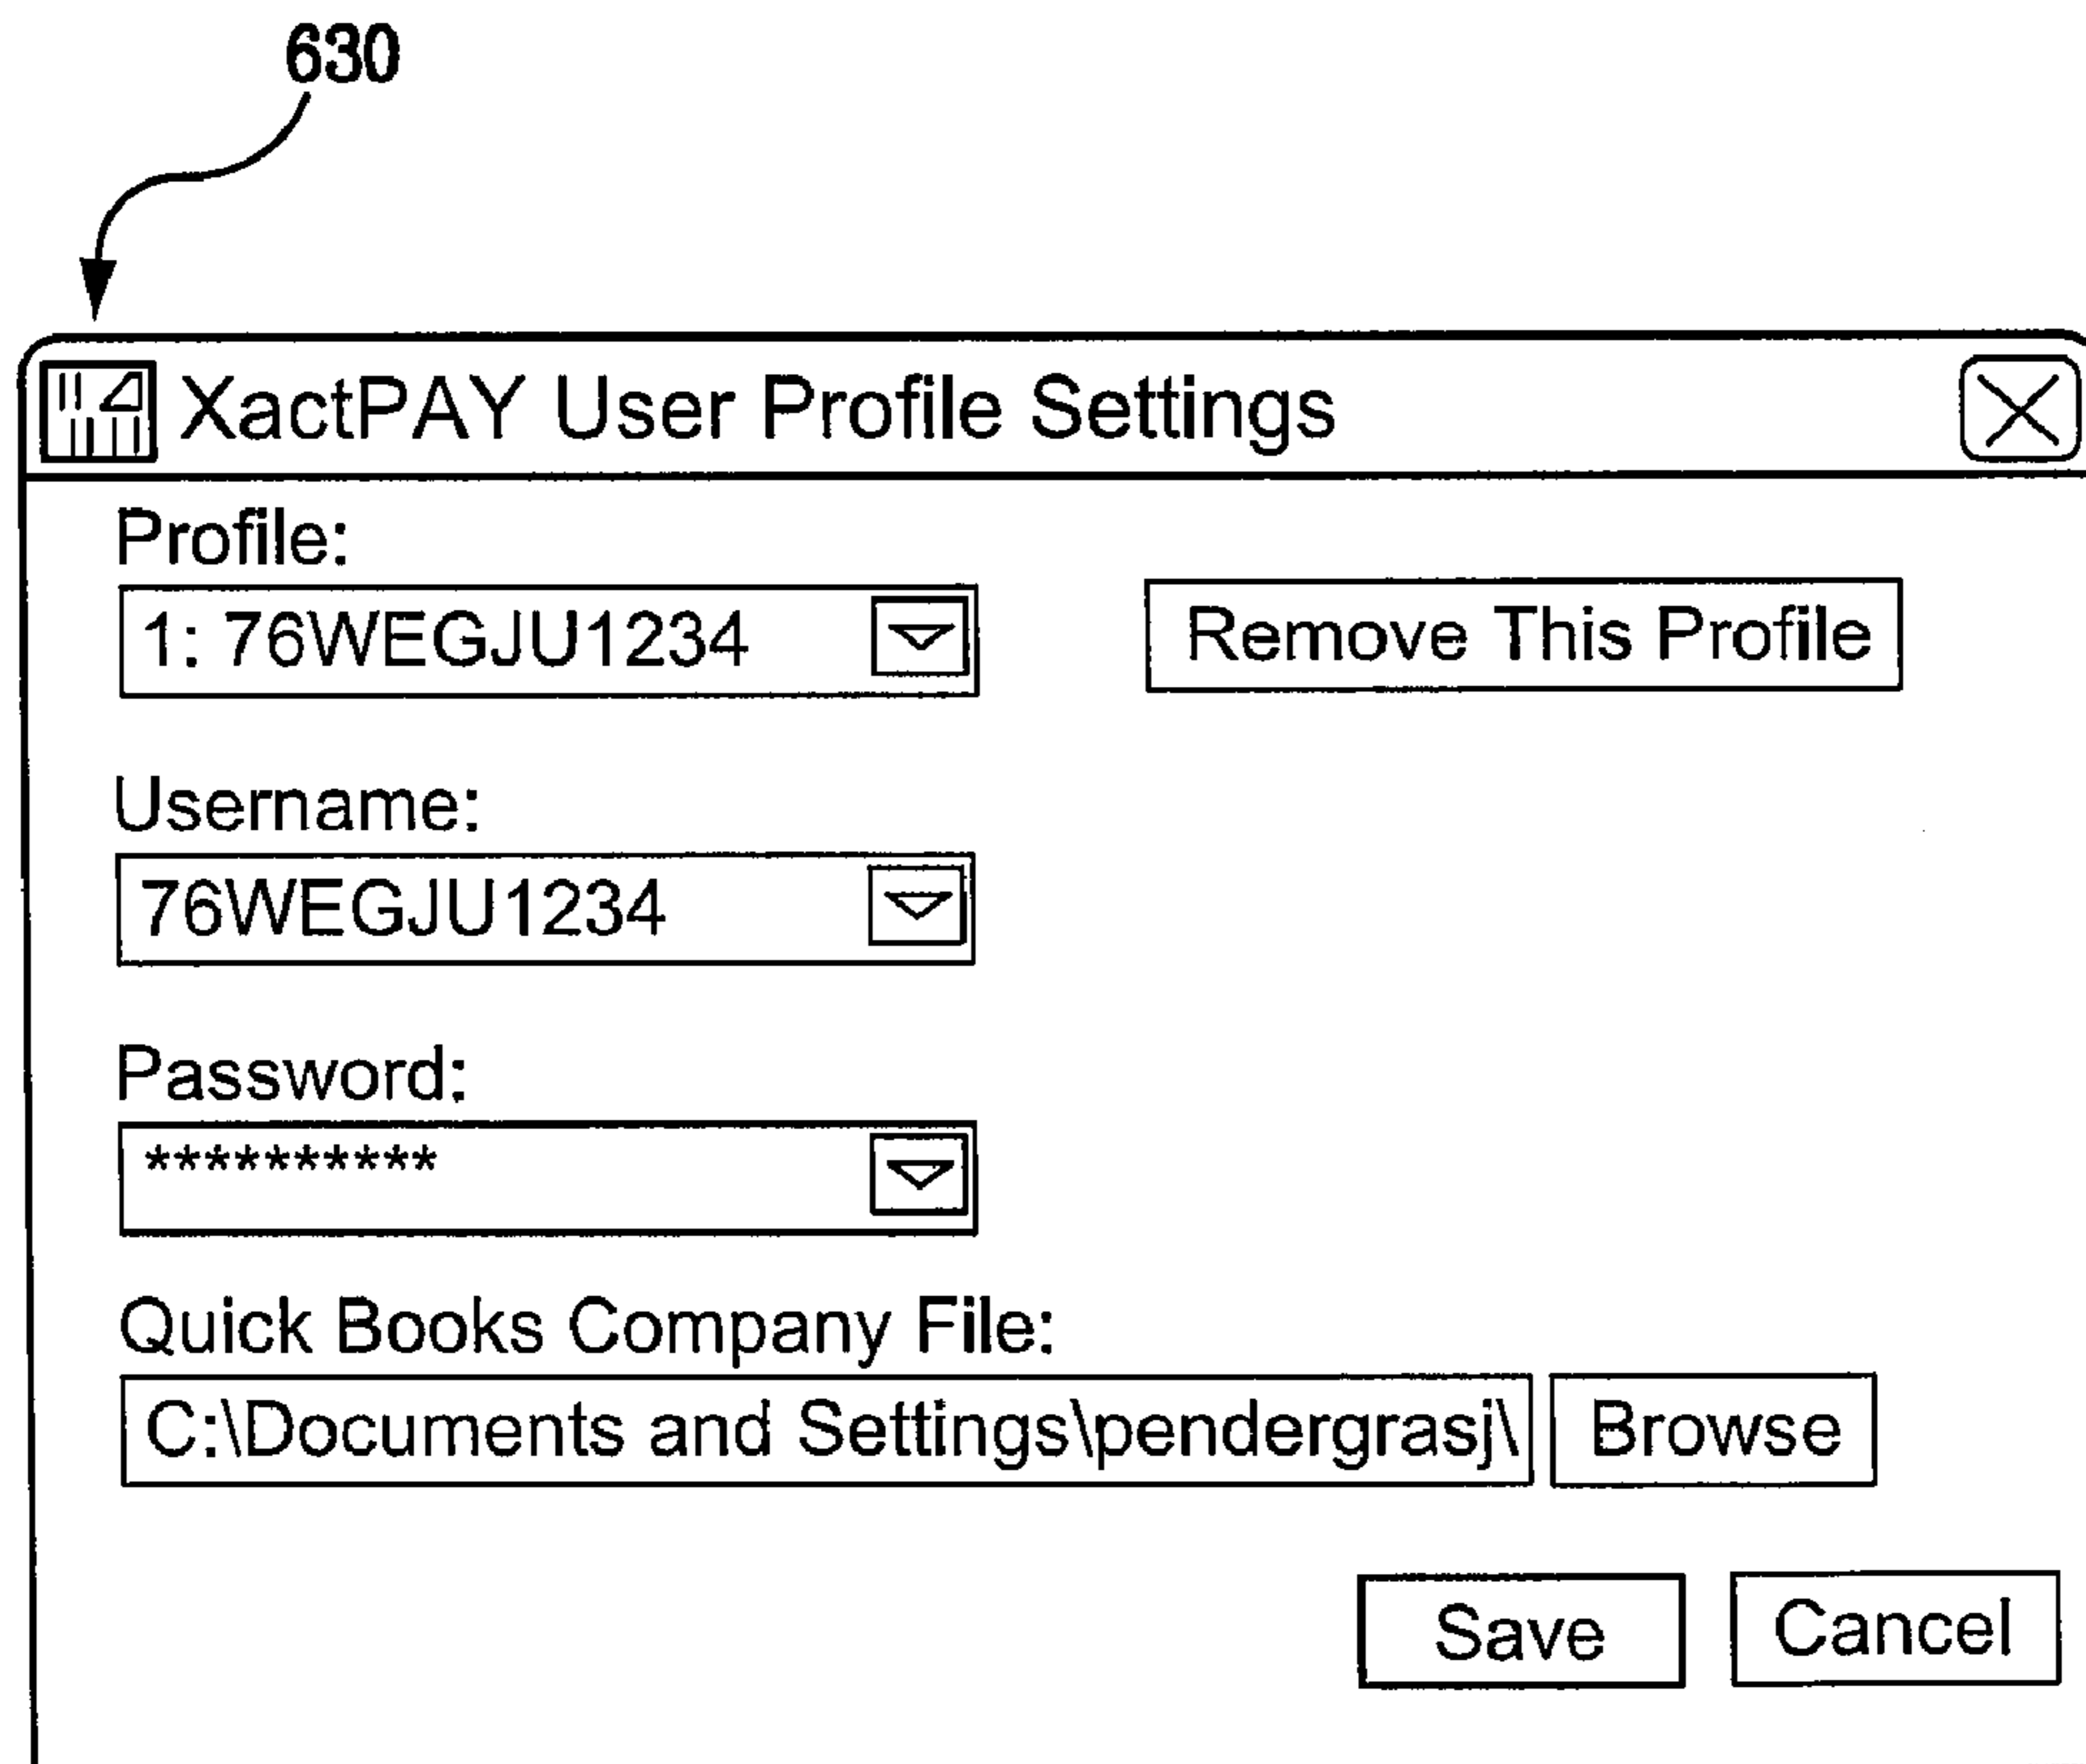 630
XactPAY User Profile Settings
Profile:
1: 76WEGJU1234 Remove This Profile
Username:
76WEGJU1234
Password:
**********
Quick Books Company File:
C:\Documents and Settings\pendergrasj\ Browse
Save Cancel